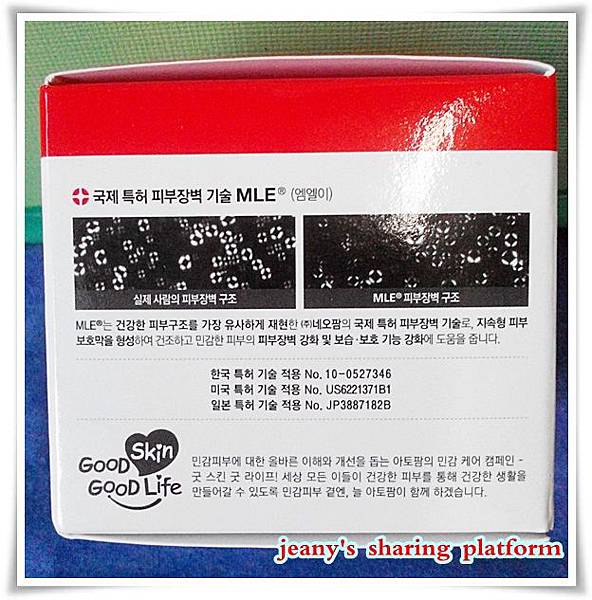 국제 특허 피부장벽 기술 MLE® (엠엘이)
실제 사람의 피부장벽 구조
MLE® 피부장벽 구조
MLE®는 건강한 피부구조를 가장 유사하게 재현한 ㈜네오팜의 국제 특허 피부장벽 기술로, 지속형 피부
보호막을 형성하여 건조하고 민감한 피부의 피부장벽 강화 및 보습·보호 기능 강화에 도움을 줍니다.
한국 특허 기술 적용 No. 10-0527346
미국 특허 기술 적용 No. US6221371B1
일본 특허 기술 적용 No. JP3887182B
GOOD Skin
GOOD Life
민감피부에 대한 올바른 이해와 개선을 돕는 아토팜의 민감 케어 캠페인 -
굿 스킨 굿 라이프! 세상 모든 이들이 건강한 피부를 통해 건강한 생활을
만들어갈 수 있도록 민감피부 곁엔, 늘 아토팜이 함께 하겠습니다.
jeany's sharing platform